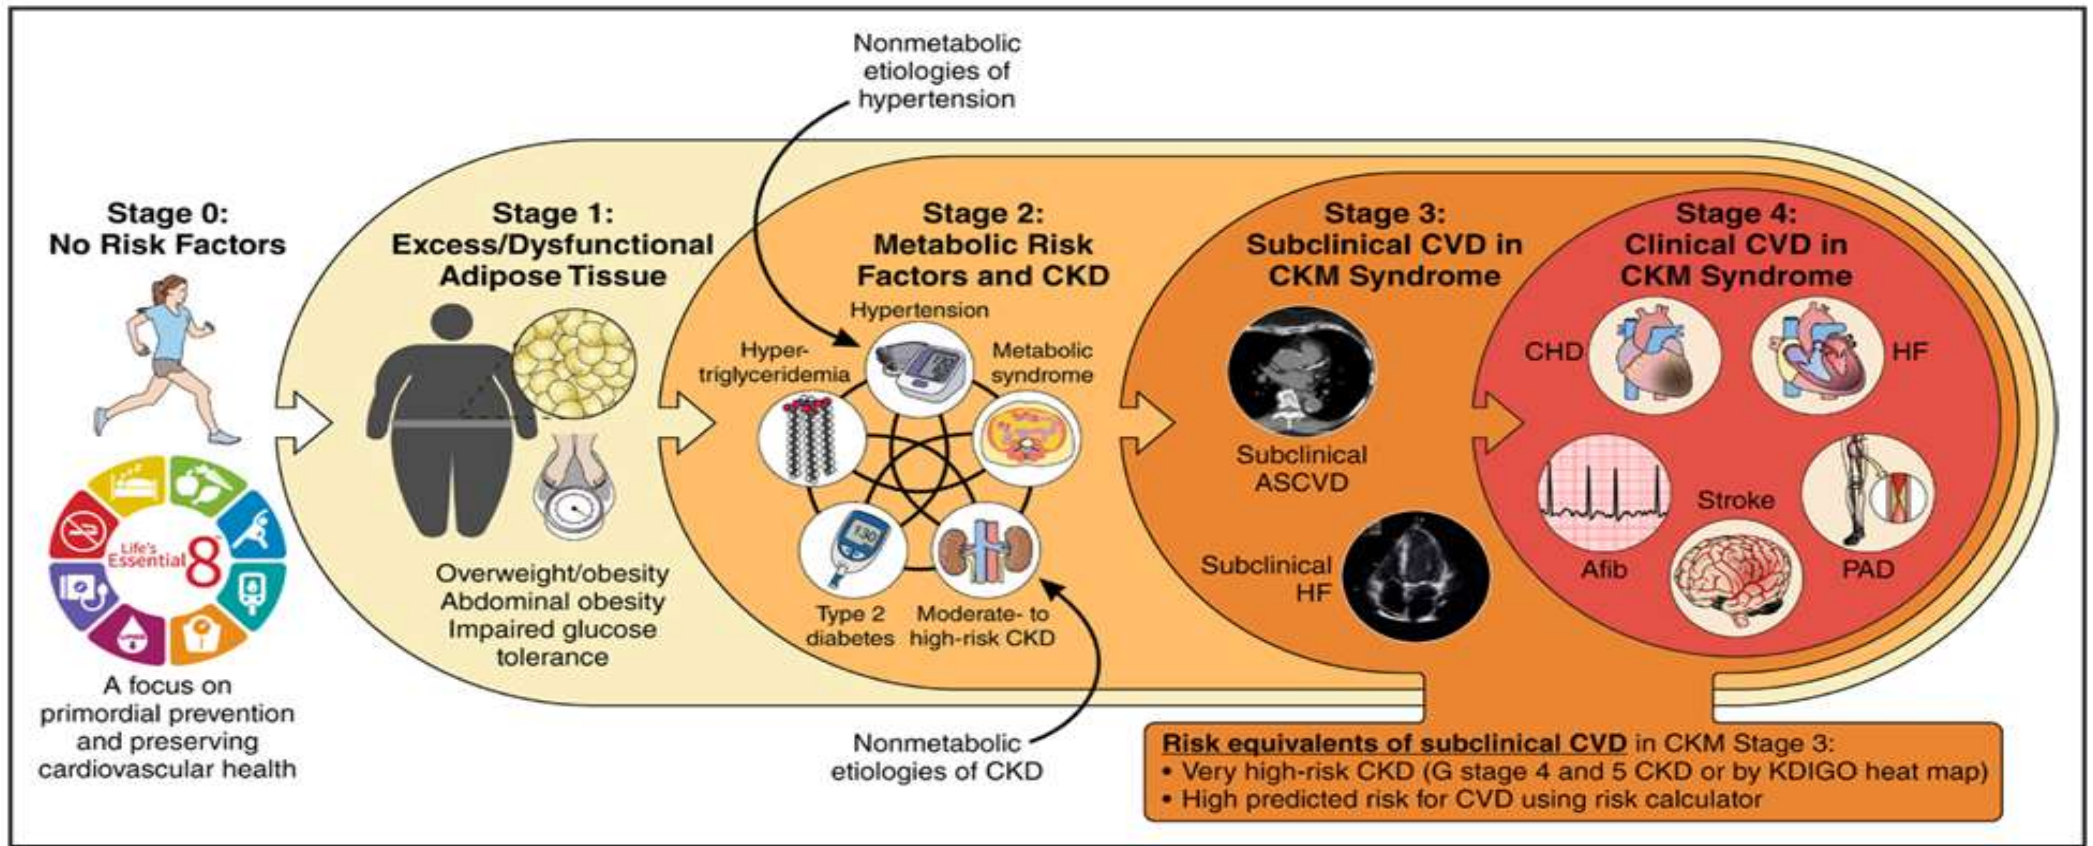 Nonmetabolic
etiologies of
hypertension
Stage 0:
No Risk Factors
Life's
Essential 8
A focus on
primordial prevention
and preserving
cardiovascular health
Stage 1:
Excess/Dysfunctional
Adipose Tissue
Overweight/obesity
Abdominal obesity
Impaired glucose
tolerance
Stage 2:
Metabolic Risk
Factors and CKD
Hypertension
Hyper-
triglyceridemia
Metabolic
syndrome
130
Type 2
diabetes
Moderate- to
high-risk CKD
Nonmetabolic
etiologies of CKD
Stage 3:
Subclinical CVD in
CKM Syndrome
Subclinical
ASCVD
Subclinical
HF
Stage 4:
Clinical CVD in
CKM Syndrome
CHD
HF
Afib
Stroke
PAD
Risk equivalents of subclinical CVD in CKM Stage 3:
• Very high-risk CKD (G stage 4 and 5 CKD or by KDIGO heat map)
• High predicted risk for CVD using risk calculator